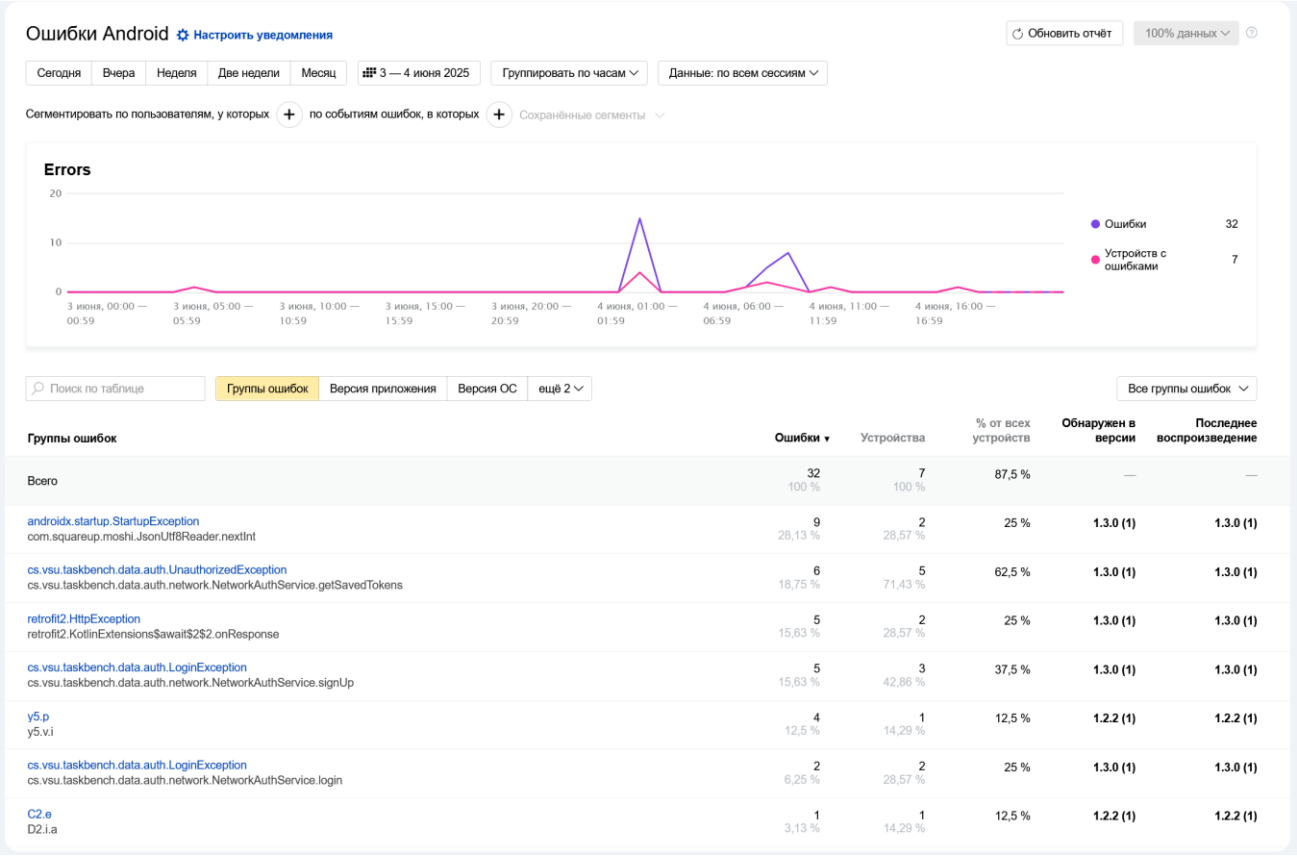 Ошибки Android Настроить уведомления
Обновить отчёт 100% данных ?
Сегодня Вчера Неделя Две недели Месяц 3 — 4 июня 2025 Группировать по часам Данные: по всем сессиям
Сегментировать по пользователям, у которых + по событиям ошибок, в которых + Сохранённые сегменты
Errors
20
10
0
3 июня, 00:00 — 3 июня, 05:00 — 3 июня, 10:00 — 3 июня, 15:00 — 3 июня, 20:00 — 4 июня, 01:00 — 4 июня, 06:00 — 4 июня, 11:00 — 4 июня, 16:00 —
00:59 05:59 10:59 15:59 20:59 01:59 06:59 11:59 16:59
Ошибки 32
Устройств с
ошибками 7
Поиск по таблице Группы ошибок Версия приложения Версия ОС ещё 2 Все группы ошибок
Группы ошибок Ошибки ▼ Устройства % от всех устройств Обнаружен в версии Последнее воспроизведение
Всего 32 7 87,5 % — —
100 % 100 %
androidx.startup.StartupException 9 2 25 % 1.3.0 (1) 1.3.0 (1)
com.squareup.moshi.JsonUtf8Reader.nextInt 28,13 % 28,57 %
cs.vsu.taskbench.data.auth.UnauthorizedException 6 5 62,5 % 1.3.0 (1) 1.3.0 (1)
cs.vsu.taskbench.data.auth.network.NetworkAuthService.getSavedTokens 18,75 % 71,43 %
retrofit2.HttpException 5 2 25 % 1.3.0 (1) 1.3.0 (1)
retrofit2.KotlinExtensions$await$2$2.onResponse 15,63 % 28,57 %
cs.vsu.taskbench.data.auth.LoginException 5 3 37,5 % 1.3.0 (1) 1.3.0 (1)
cs.vsu.taskbench.data.auth.network.NetworkAuthService.signUp 15,63 % 42,86 %
y5.p 4 1 12,5 % 1.2.2 (1) 1.2.2 (1)
y5.v.i 12,5 % 14,29 %
cs.vsu.taskbench.data.auth.LoginException 2 2 25 % 1.3.0 (1) 1.3.0 (1)
cs.vsu.taskbench.data.auth.network.NetworkAuthService.login 6,25 % 28,57 %
C2.e 1 1 12,5 % 1.2.2 (1) 1.2.2 (1)
D2.i.a 3,13 % 14,29 %